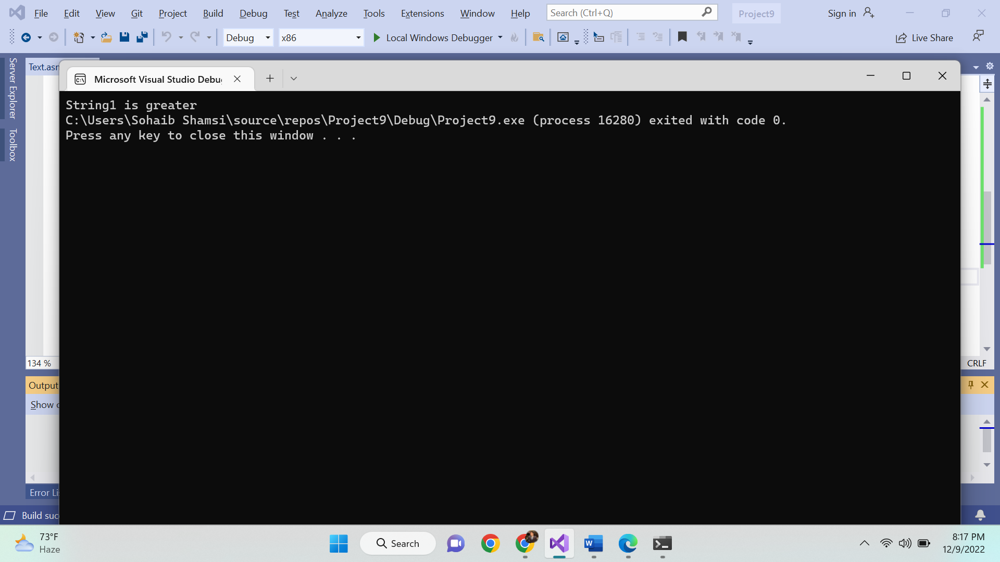 File Edit View Git Project Build Debug Test Analyze Tools Extensions Window Help Search (Ctrl+Q) Project9 Sign in
Debug x86 Local Windows Debugger Live Share
Server Explorer
Toolbox
Text.asm
Microsoft Visual Studio Debu
String1 is greater
C:\Users\Sohaib Shamsi\source\repos\Project9\Debug\Project9.exe (process 16280) exited with code 0.
Press any key to close this window . . .
134 %
CRLF
Output
Show o
Error Lis
Build suc
73°F
Haze
Search
8:17 PM
12/9/2022